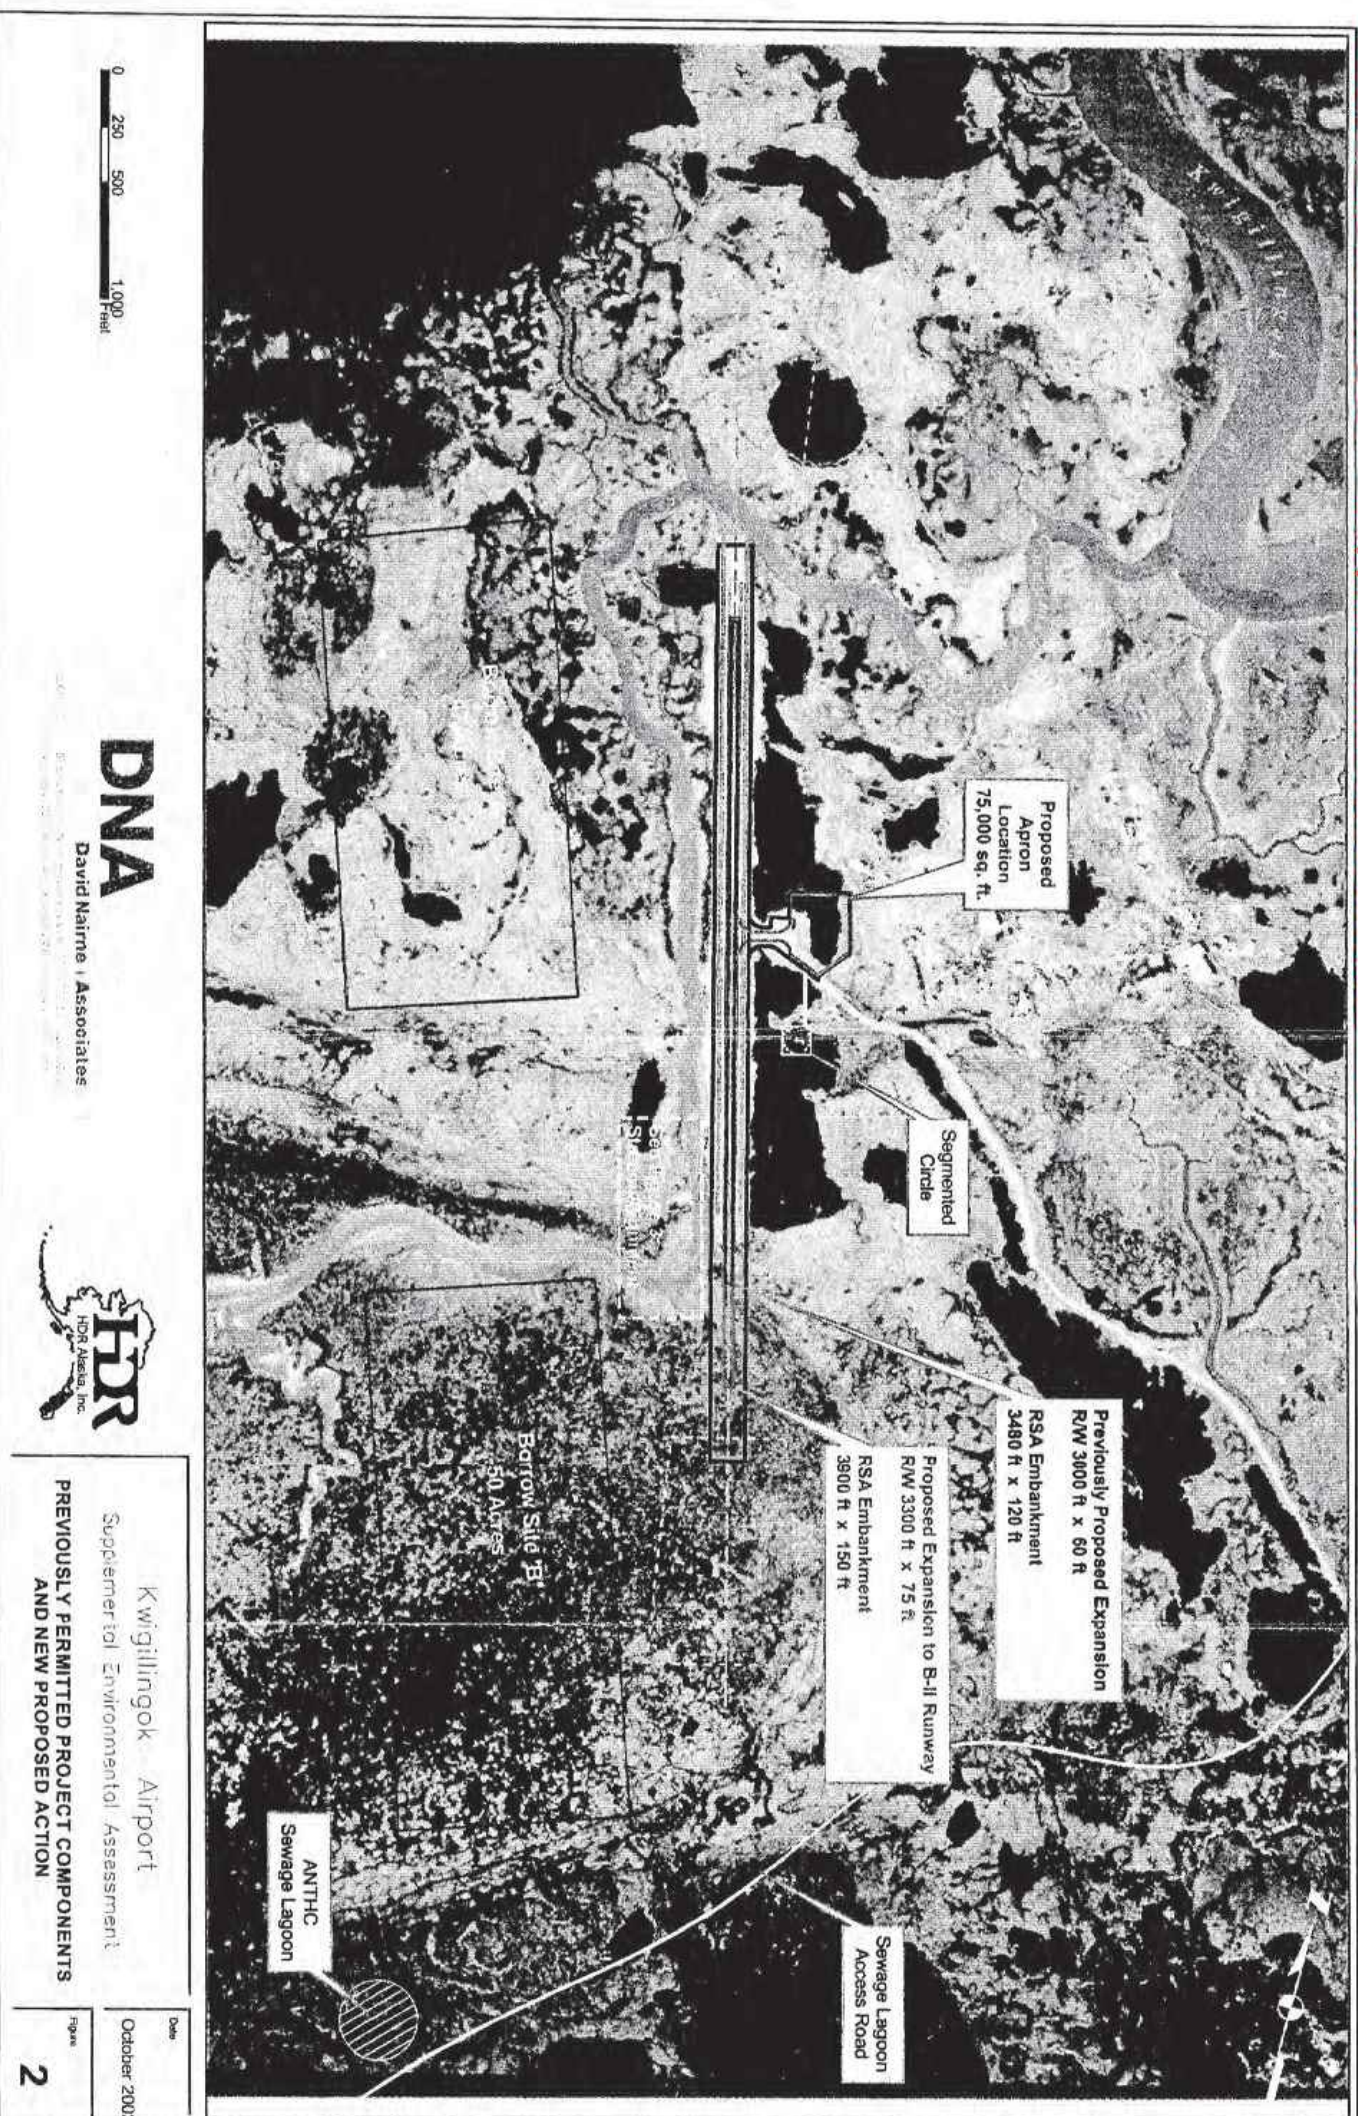 Proposed
Apron
Location
75,000 sq. ft.
Segmented
Circle
Previously Proposed Expansion
R/W 3000 ft x 60 ft
RSA Embankment
3480 ft x 120 ft
Proposed Expansion to B-II Runway
R/W 3300 ft x 75 ft
RSA Embankment
3900 ft x 150 ft
Sewage Lagoon
Access Road
Borrow Site 'B'
50 Acres
ANTHC
Sewage Lagoon
0 250 500 1,000
Feet
DNA
David Nairne + Associates
HDR
HDR Alaska, Inc.
Kwigillingok Airport
Supplemental Environmental Assessment
PREVIOUSLY PERMITTED PROJECT COMPONENTS
AND NEW PROPOSED ACTION
Date
October
Figure
2